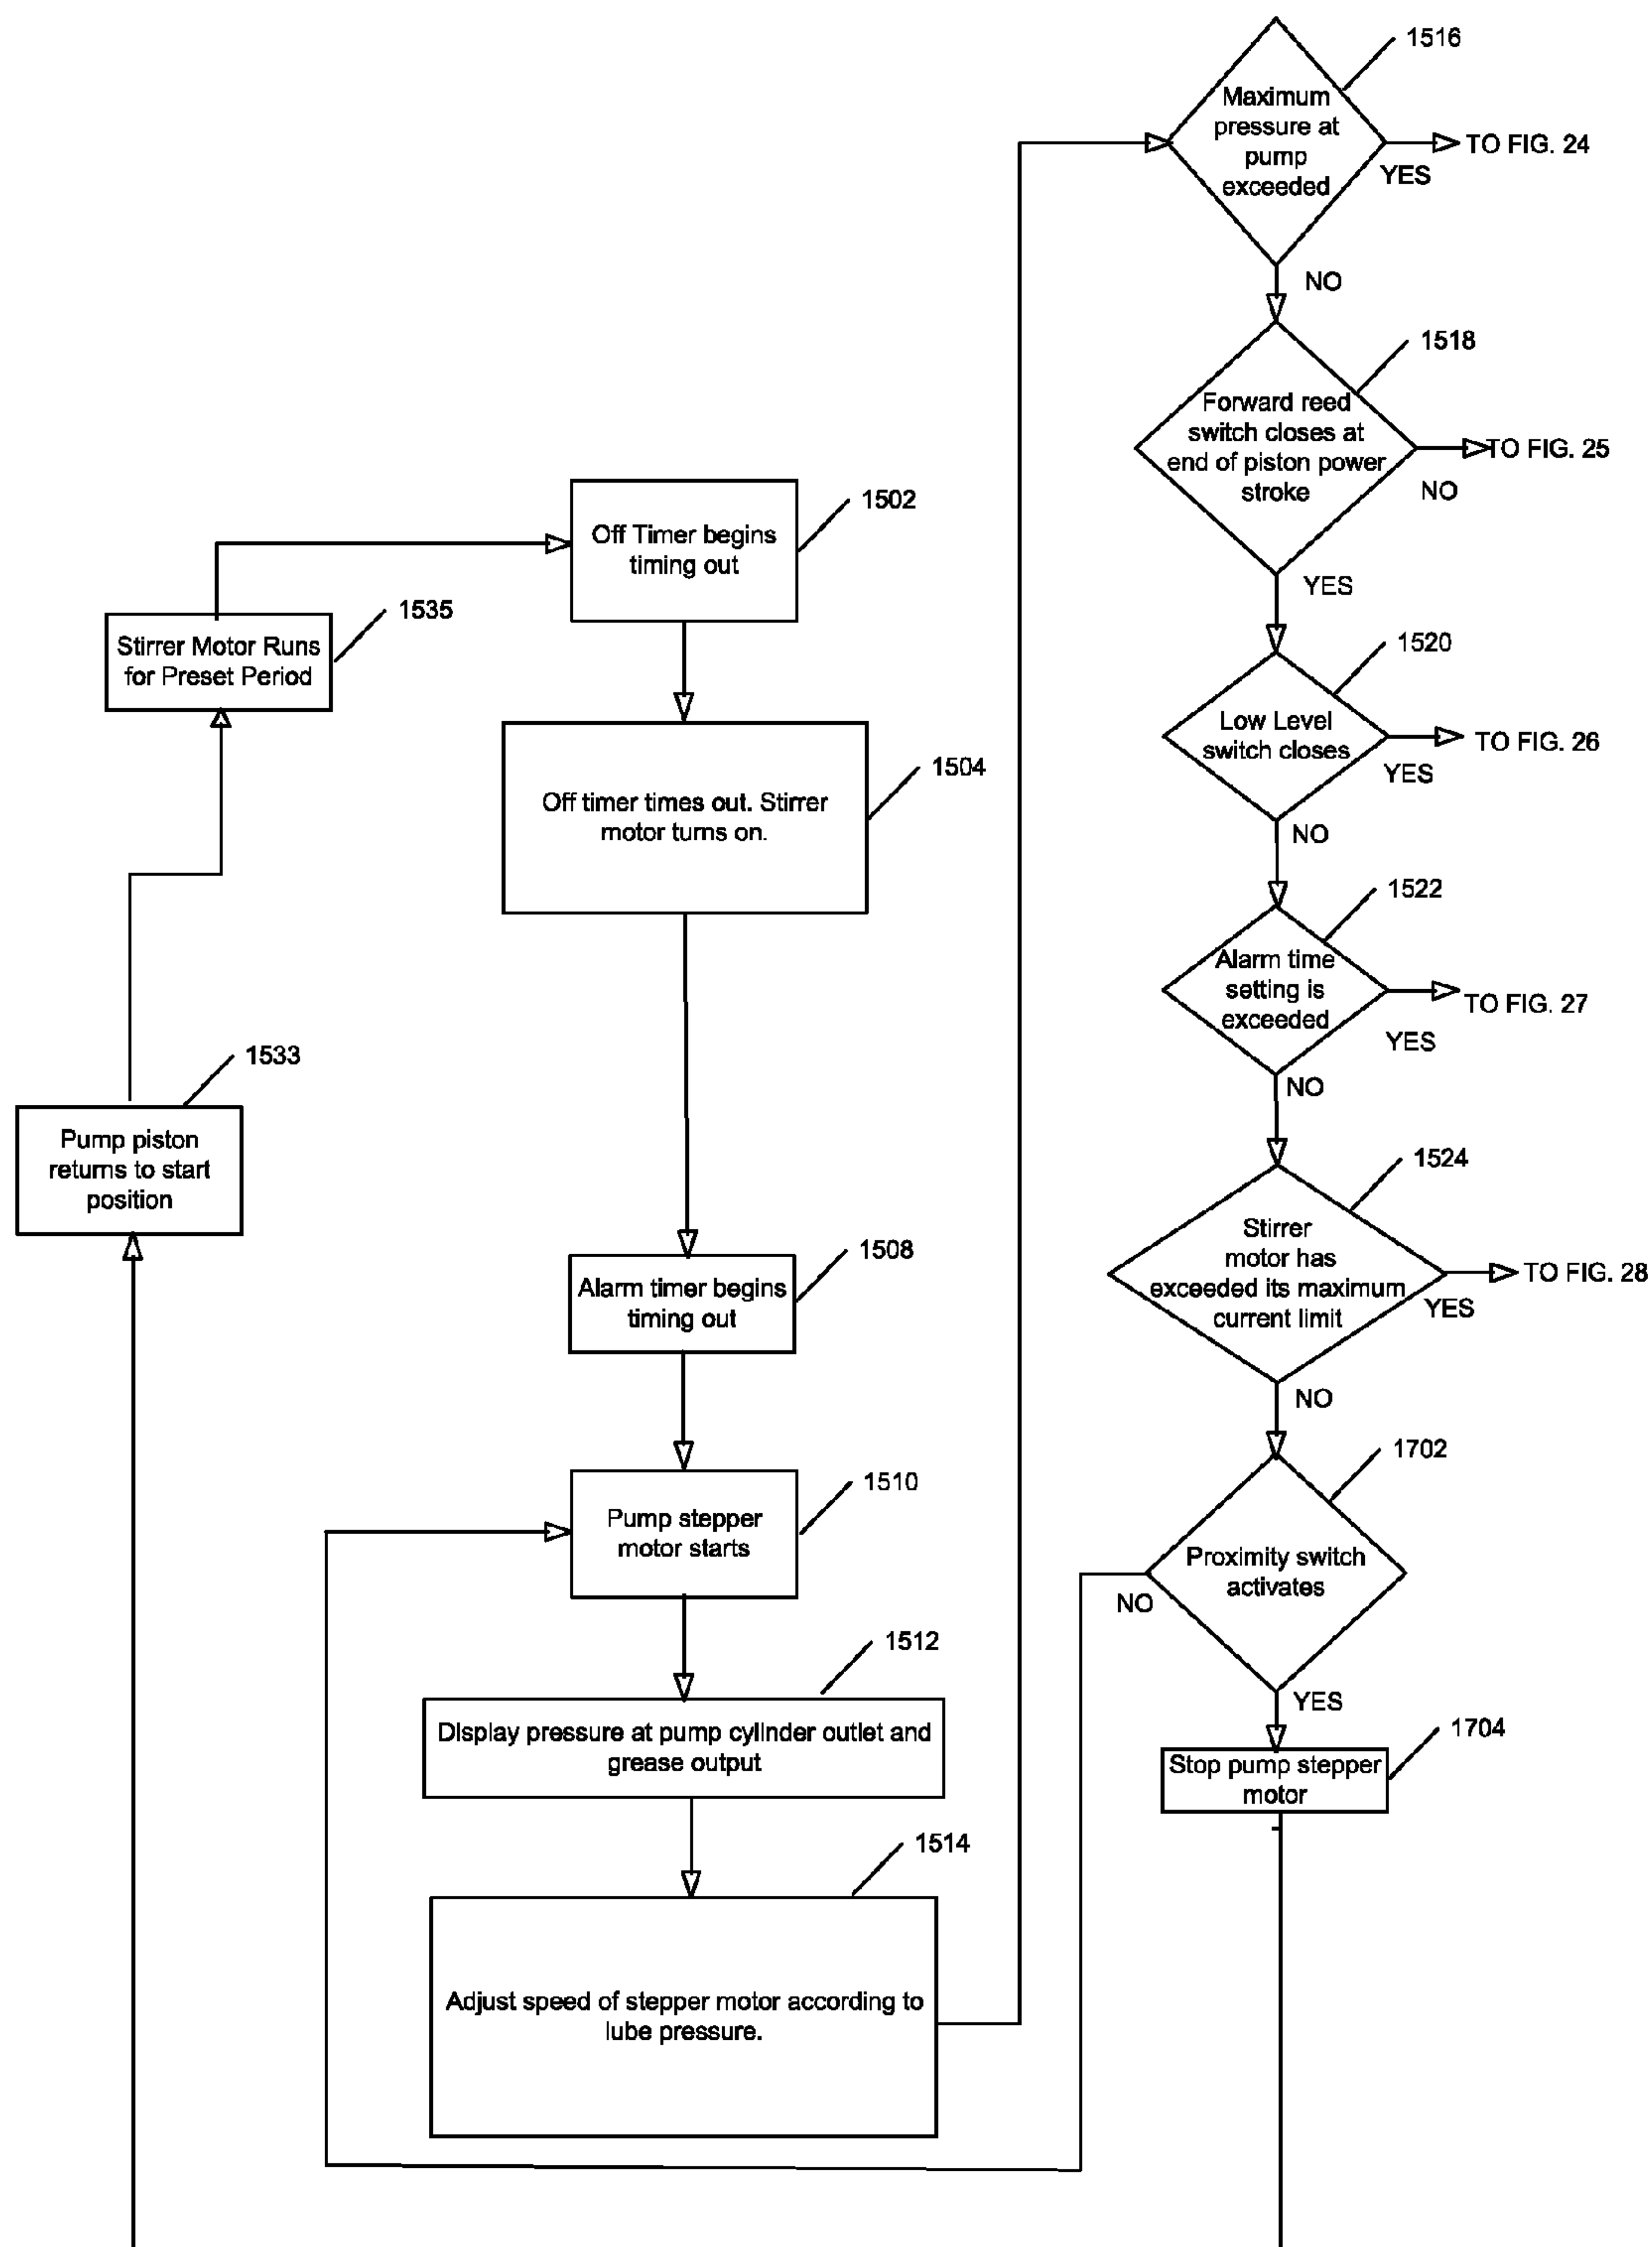 1516
Maximum
pressure at
pump
exceeded
TO FIG. 24
YES
NO
1518
Forward reed
switch closes at
end of piston power
stroke
TO FIG. 25
NO
YES
1520
Low Level
switch closes
TO FIG. 26
YES
NO
1522
Alarm time
setting is
exceeded
TO FIG. 27
YES
NO
1524
Stirrer
motor has
exceeded its maximum
current limit
TO FIG. 28
YES
NO
1702
Proximity switch
activates
NO
YES
1704
Stop pump stepper
motor
1502
Off Timer begins
timing out
1535
Stirrer Motor Runs
for Preset Period
1504
Off timer times out. Stirrer
motor turns on.
1533
Pump piston
returns to start
position
1508
Alarm timer begins
timing out
1510
Pump stepper
motor starts
1512
Display pressure at pump cylinder outlet and
grease output
1514
Adjust speed of stepper motor according to
lube pressure.